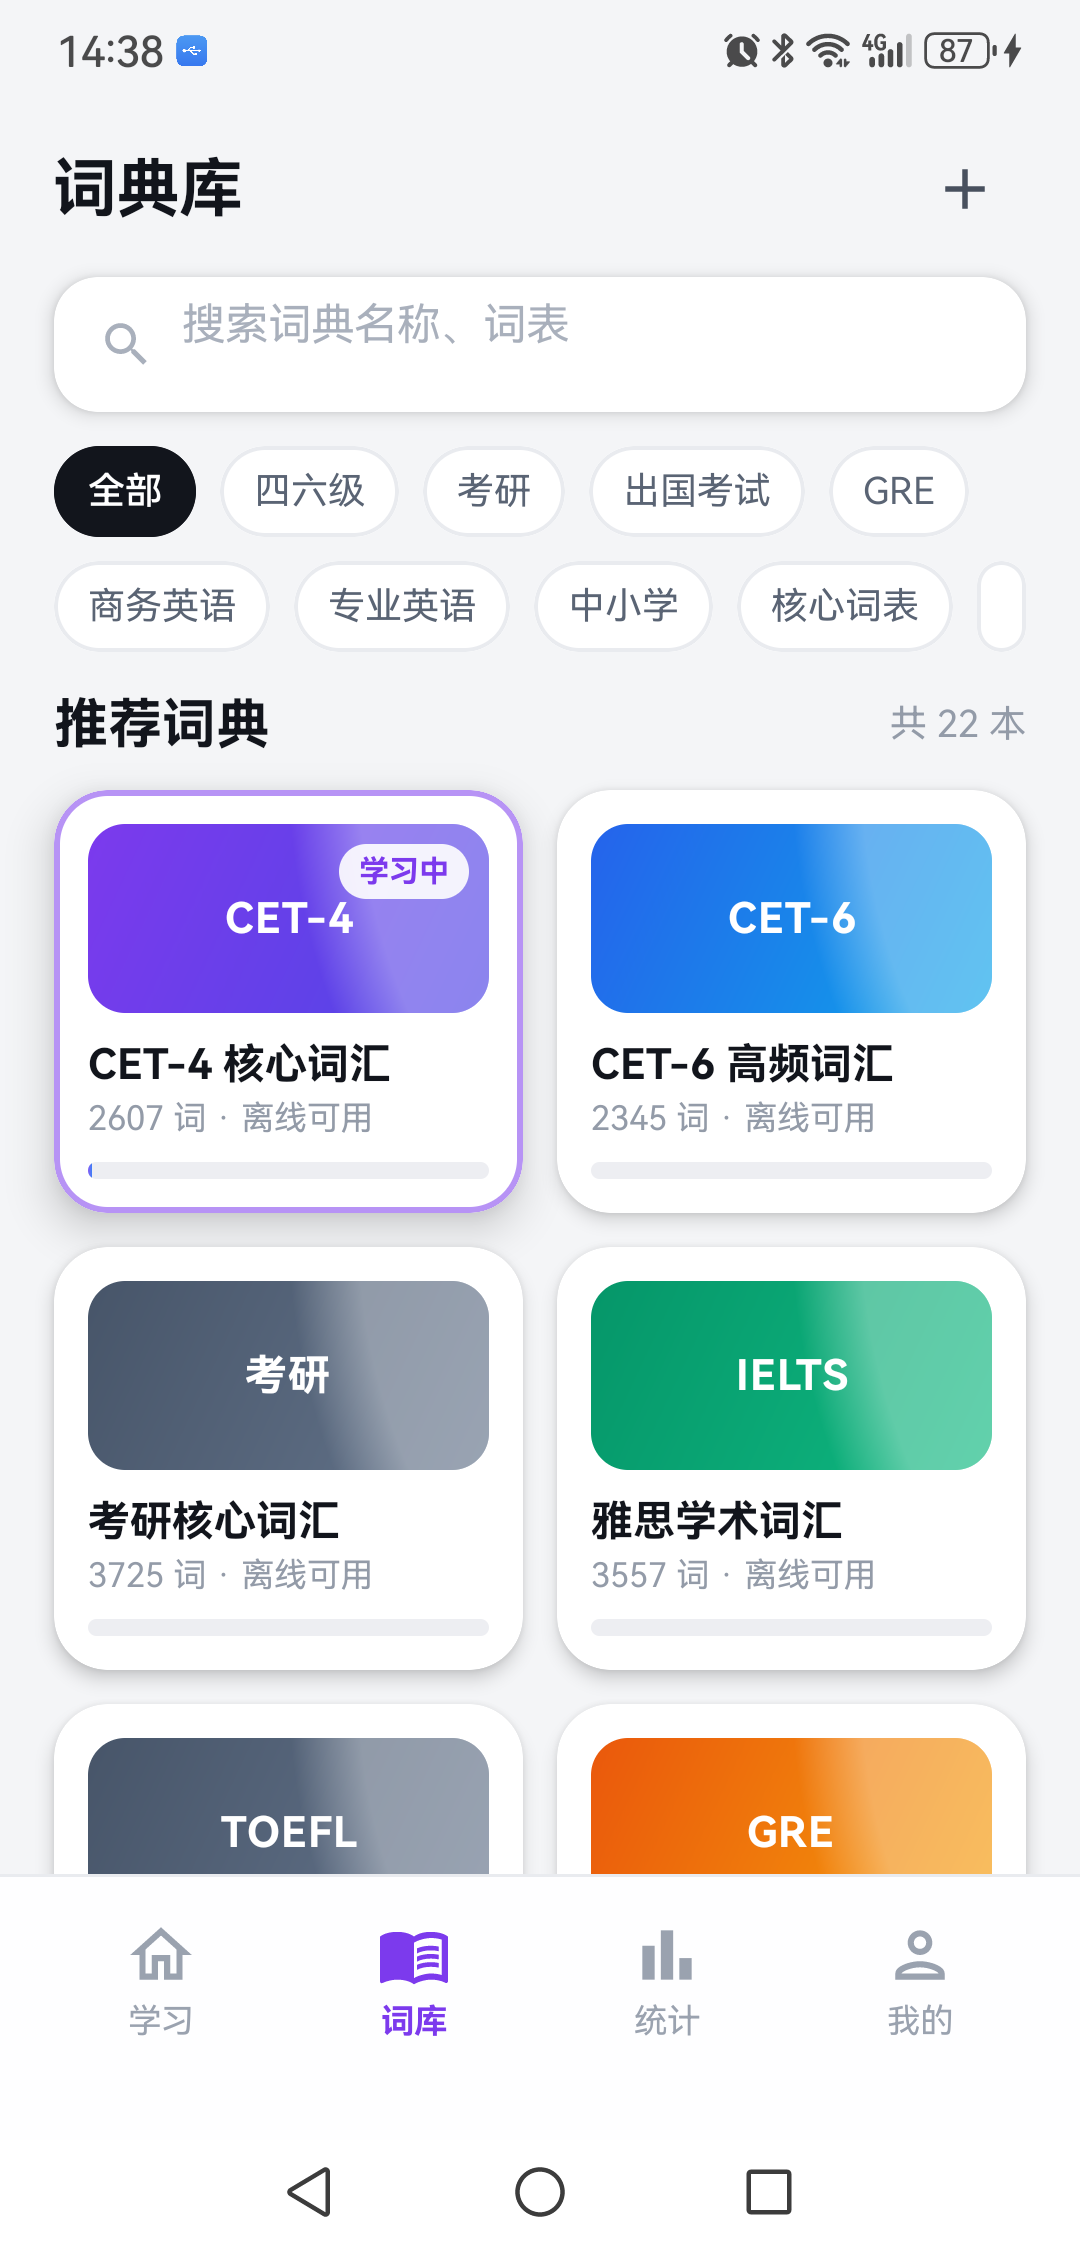 14:38
4G
87
词典库
搜索词典名称、词表
全部
四六级
考研
出国考试
GRE
商务英语
专业英语
中小学
核心词表
推荐词典
共 22 本
学习中
CET-4
CET-4 核心词汇
2607 词 · 离线可用
CET-6
CET-6 高频词汇
2345 词 · 离线可用
考研
考研核心词汇
3725 词 · 离线可用
IELTS
雅思学术词汇
3557 词 · 离线可用
TOEFL
GRE
学习
词库
统计
我的